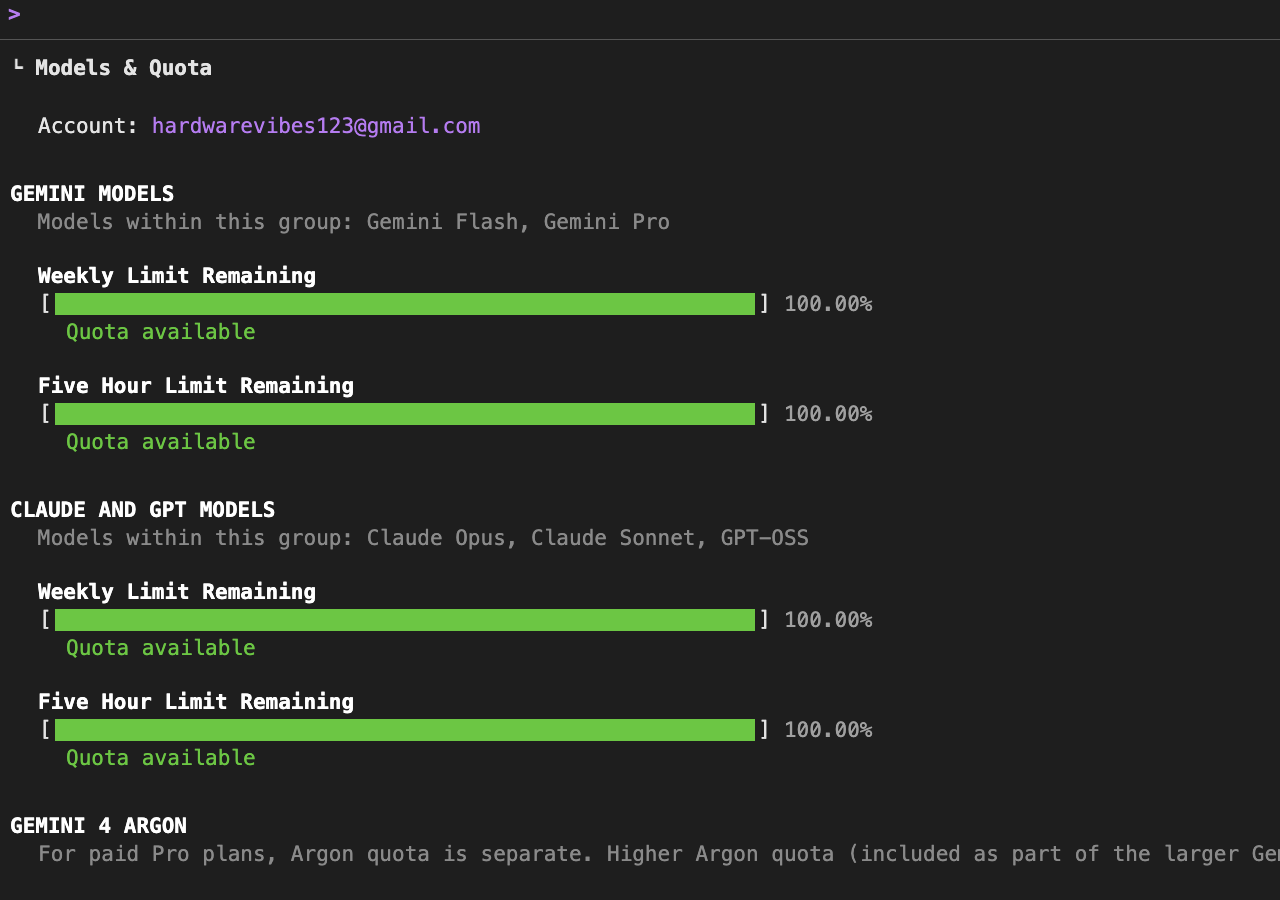 >
└ Models & Quota
Account: hardwarevibes123@gmail.com
GEMINI MODELS
Models within this group: Gemini Flash, Gemini Pro
Weekly Limit Remaining
[ ] 100.00%
Quota available
Five Hour Limit Remaining
[ ] 100.00%
Quota available
CLAUDE AND GPT MODELS
Models within this group: Claude Opus, Claude Sonnet, GPT-OSS
Weekly Limit Remaining
[ ] 100.00%
Quota available
Five Hour Limit Remaining
[ ] 100.00%
Quota available
GEMINI 4 ARGON
For paid Pro plans, Argon quota is separate. Higher Argon quota (included as part of the larger